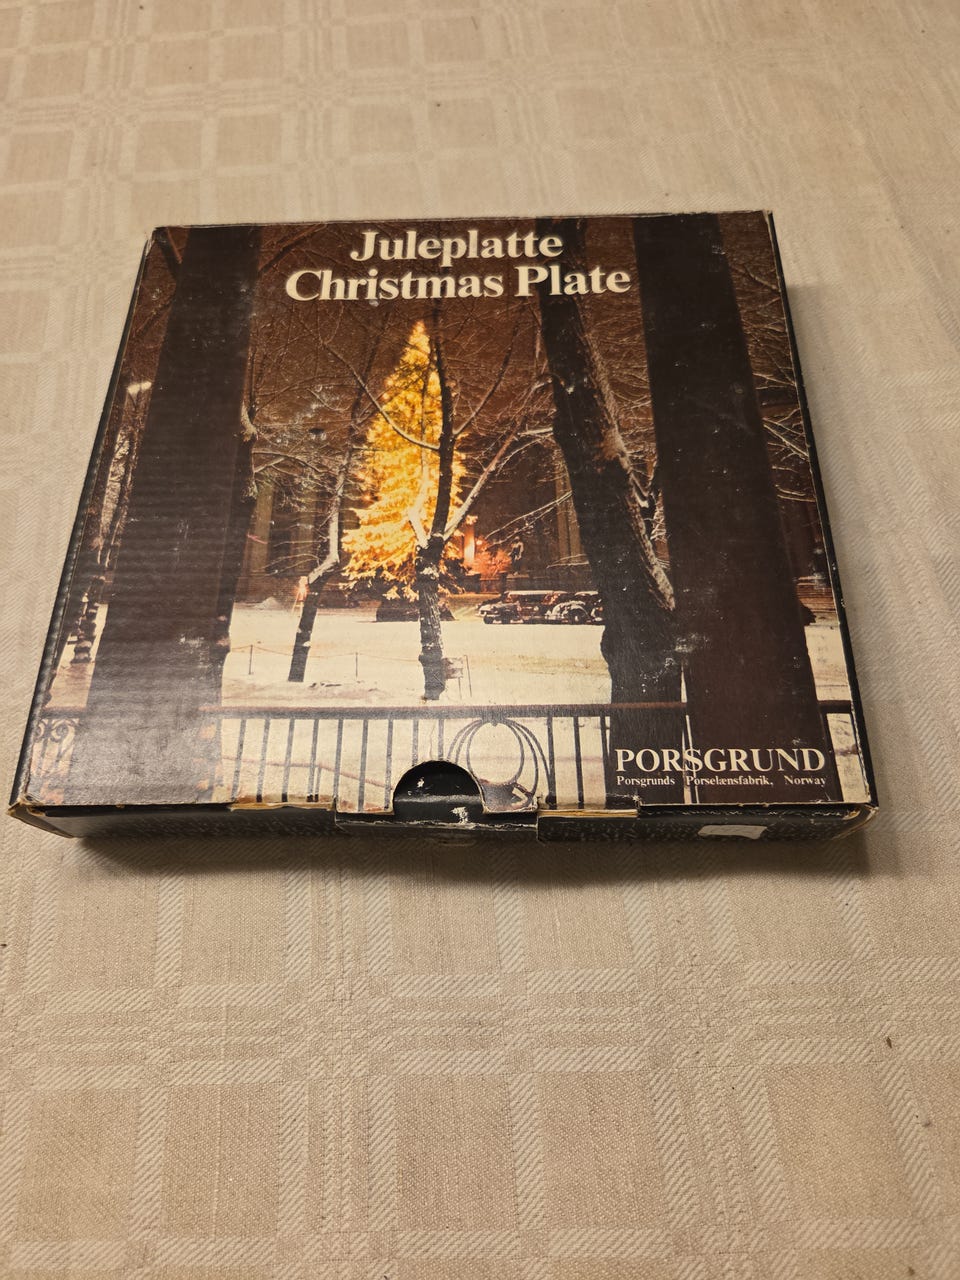 Juleplatte
Christmas Plate
PORSGRUND
Porsgrunds Porselænsfabrik, Norway